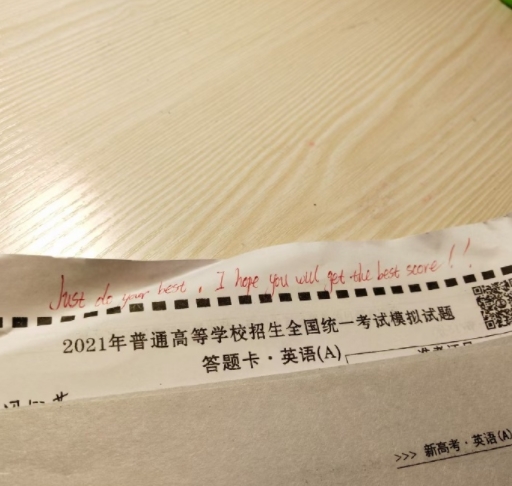 Just do your best, I hope you will get the best score!!
2021年普通高等学校招生全国统一考试模拟试题
答题卡·英语(A)
>>> 新高考·英语(A)